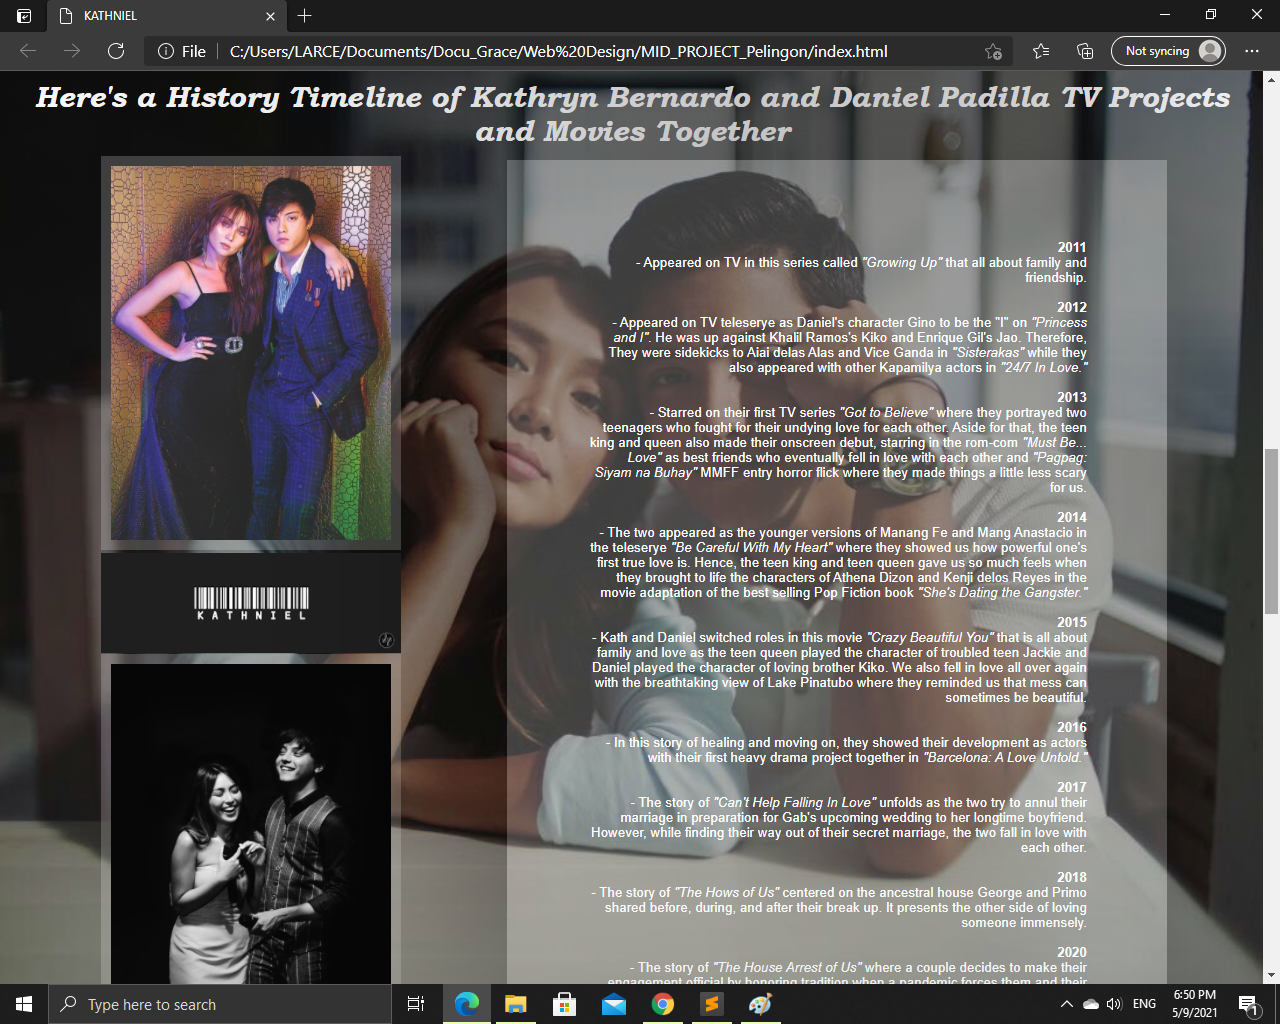 KATHNIEL
File
C:/Users/LARCE/Documents/Docu_Grace/Web%20Design/MID_PROJECT_Pelingon/index.html
Not syncing
Here's a History Timeline of Kathryn Bernardo and Daniel Padilla TV Projects
and Movies Together
KATHNIEL
2011
- Appeared on TV in this series called "Growing Up" that all about family and
friendship.
2012
- Appeared on TV teleserye as Daniel's character Gino to be the "I" on "Princess
and I". He was up against Khalil Ramos's Kiko and Enrique Gil's Jao. Therefore,
They were sidekicks to Aiai delas Alas and Vice Ganda in "Sisterakas" while they
also appeared with other Kapamilya actors in "24/7 In Love."
2013
- Starred on their first TV series "Got to Believe" where they portrayed two
teenagers who fought for their undying love for each other. Aside for that, the teen
king and queen also made their onscreen debut, starring in the rom-com "Must Be...
Love" as best friends who eventually fell in love with each other and "Pagpag:
Siyam na Buhay" MMFF entry horror flick where they made things a little less scary
for us.
2014
- The two appeared as the younger versions of Manang Fe and Mang Anastacio in
the teleserye "Be Careful With My Heart" where they showed us how powerful one's
first true love is. Hence, the teen king and teen queen gave us so much feels when
they brought to life the characters of Athena Dizon and Kenji delos Reyes in the
movie adaptation of the best selling Pop Fiction book "She's Dating the Gangster."
2015
- Kath and Daniel switched roles in this movie "Crazy Beautiful You" that is all about
family and love as the teen queen played the character of troubled teen Jackie and
Daniel played the character of loving brother Kiko. We also fell in love all over again
with the breathtaking view of Lake Pinatubo where they reminded us that mess can
sometimes be beautiful.
2016
- In this story of healing and moving on, they showed their development as actors
with their first heavy drama project together in "Barcelona: A Love Untold."
2017
- The story of "Can't Help Falling In Love" unfolds as the two try to annul their
marriage in preparation for Gab's upcoming wedding to her longtime boyfriend.
However, while finding their way out of their secret marriage, the two fall in love with
each other.
2018
- The story of "The Hows of Us" centered on the ancestral house George and Primo
shared before, during, and after their break up. It presents the other side of loving
someone immensely.
2020
- The story of "The House Arrest of Us" where a couple decides to make their
engagement official by honoring tradition when a pandemic forces them and their
Type here to search
ENG
6:50 PM
5/9/2021
1